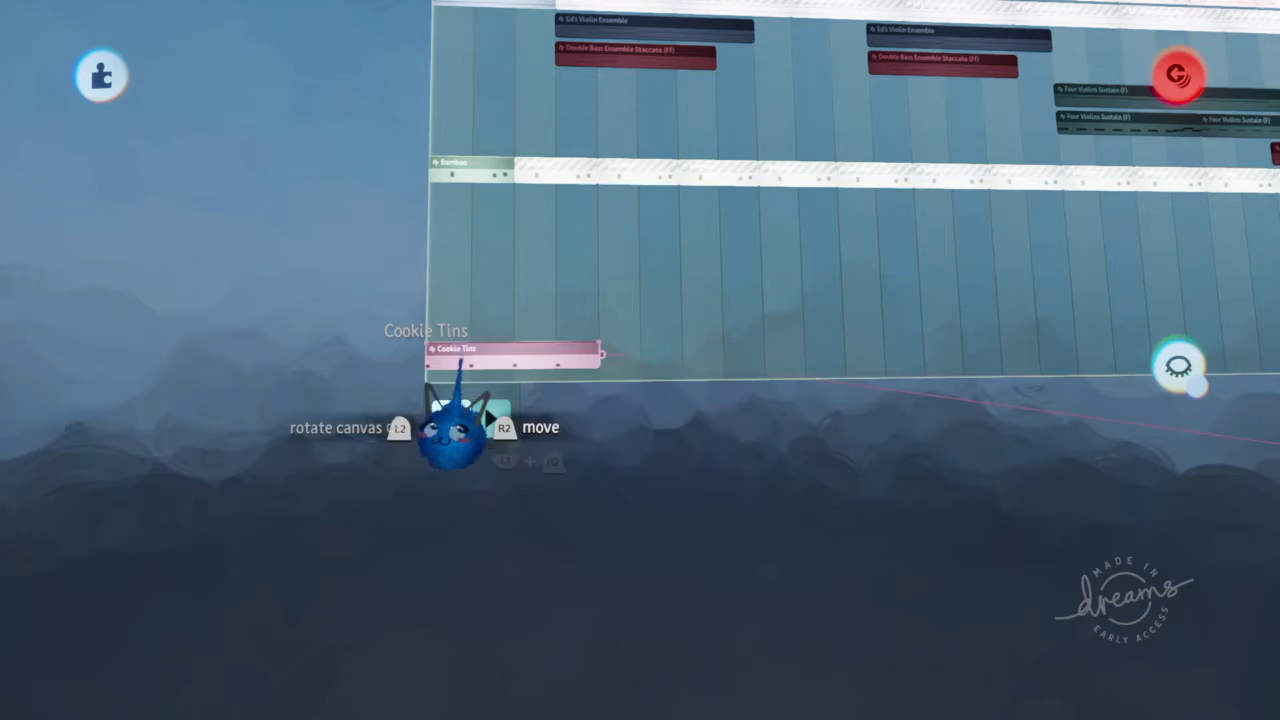 Ed's Violin Ensemble
Double Bass Ensemble Staccato (FF)
Ed's Violin Ensemble
Double Bass Ensemble Staccato (FF)
Four Violins Sustain (F)
Four Violins Sustain (F)
Four Violins Sustain (F)
Bamboo
Cookie Tins
Cookie Tins
rotate canvas
L2
R2 move
L1 + R2
MADE IN
dreams
EARLY ACCESS